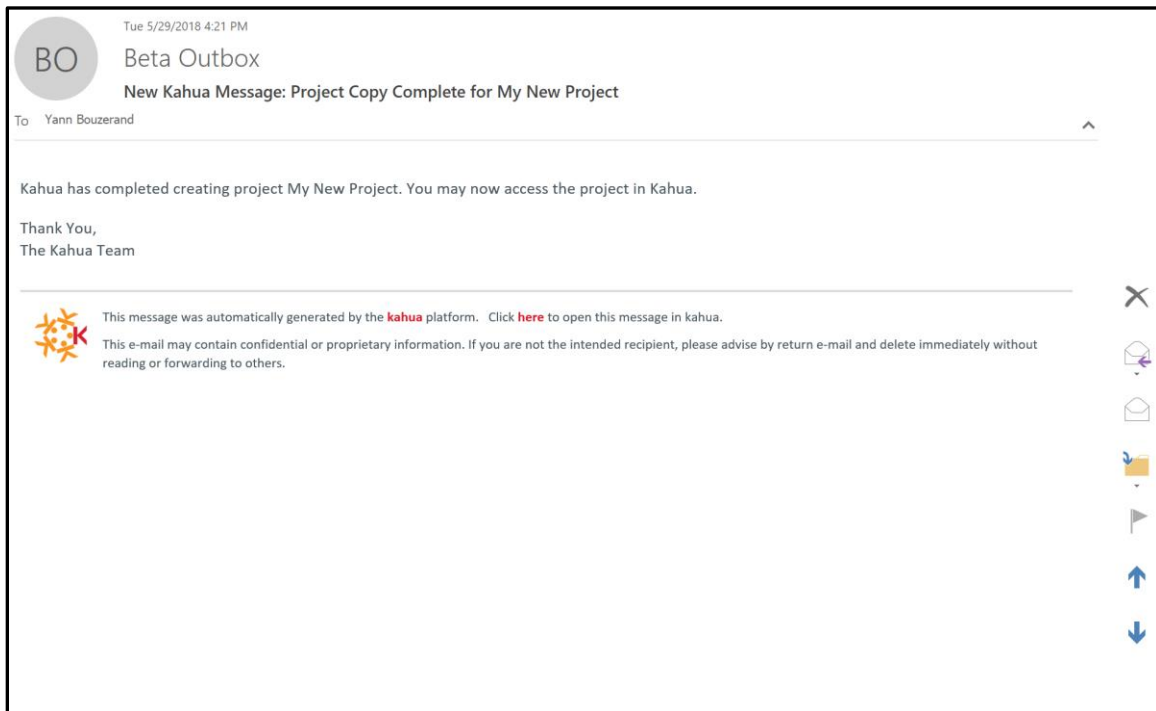 Tue 5/29/2018 4:21 PM
BO
Beta Outbox
New Kahua Message: Project Copy Complete for My New Project
To Yann Bouzerand
Kahua has completed creating project My New Project. You may now access the project in Kahua.
Thank You,
The Kahua Team
K
This message was automatically generated by the kahua platform. Click here to open this message in kahua.
This e-mail may contain confidential or proprietary information. If you are not the intended recipient, please advise by return e-mail and delete immediately without
reading or forwarding to others.